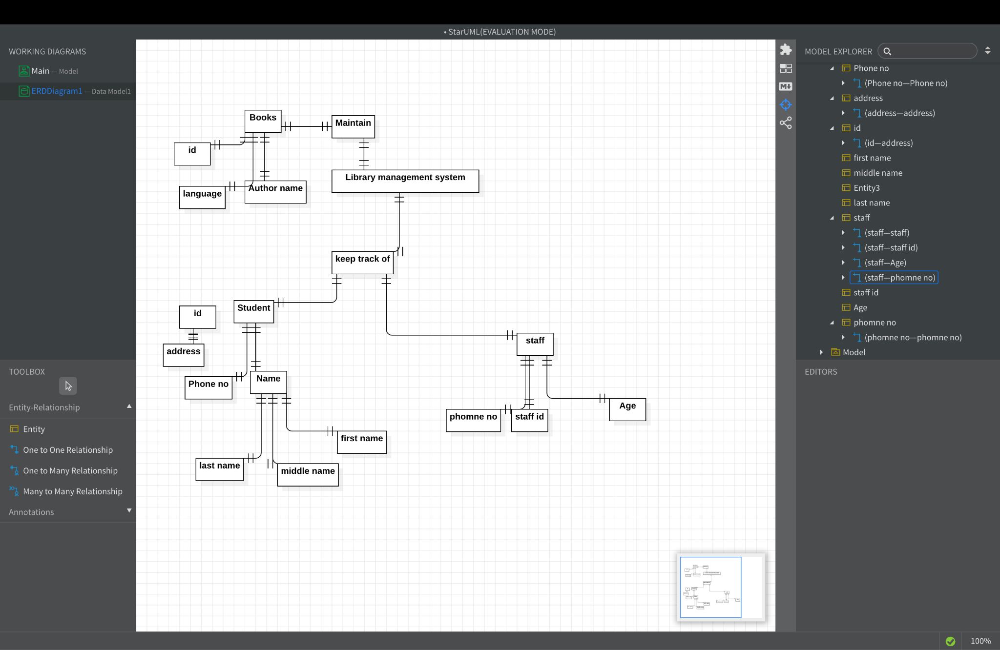 • StarUML(EVALUATION MODE)
WORKING DIAGRAMS
Main — Model
ERDDiagram1 — Data Model1
TOOLBOX
Entity-Relationship
Entity
One to One Relationship
One to Many Relationship
Many to Many Relationship
Annotations
Books
Maintain
id
Library management system
language
Author name
keep track of
Student
id
address
staff
Phone no
Name
Age
phomne no
staff id
first name
last name
middle name
MODEL EXPLORER
Phone no
(Phone no—Phone no)
address
(address—address)
id
(id—address)
first name
middle name
Entity3
last name
staff
(staff—staff)
(staff—staff id)
(staff—Age)
(staff—phomne no)
staff id
Age
phomne no
(phomne no—phomne no)
Model
EDITORS
100%